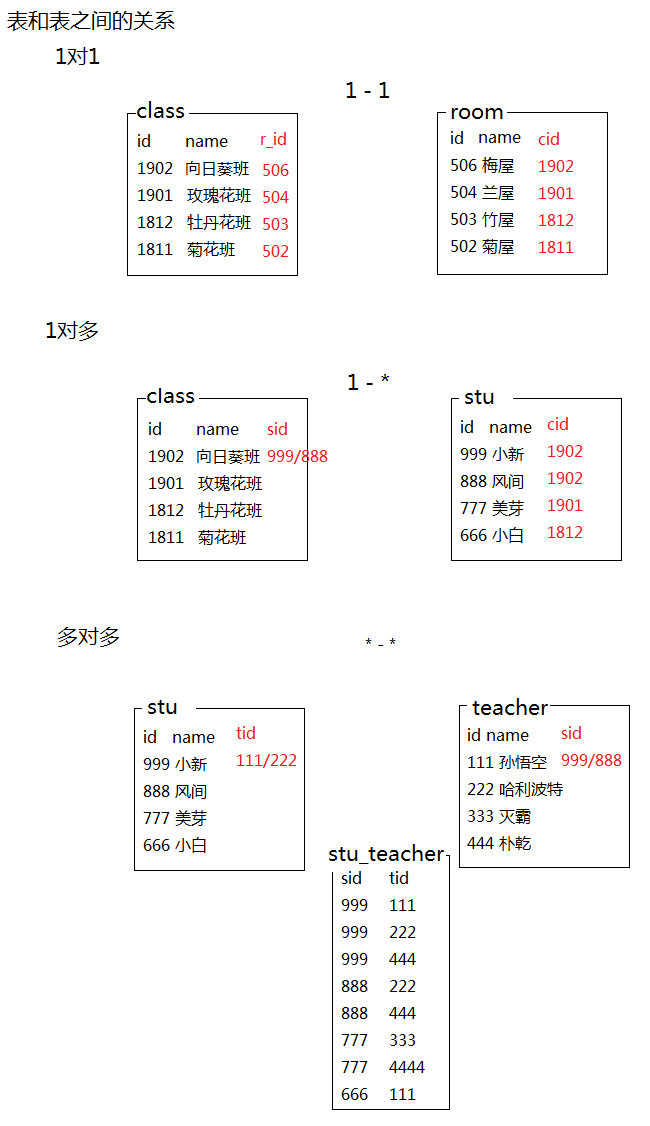 表和表之间的关系
1对1
1 - 1
class
id name r_id
1902 向日葵班 506
1901 玫瑰花班 504
1812 牡丹花班 503
1811 菊花班 502
room
id name cid
506 梅屋 1902
504 兰屋 1901
503 竹屋 1812
502 菊屋 1811
1对多
1 - *
class
id name sid
1902 向日葵班 999/888
1901 玫瑰花班
1812 牡丹花班
1811 菊花班
stu
id name cid
999 小新 1902
888 风间 1902
777 美芽 1901
666 小白 1812
多对多
* - *
stu
id name tid
999 小新 111/222
888 风间
777 美芽
666 小白
teacher
id name sid
111 孙悟空 999/888
222 哈利波特
333 灭霸
444 朴乾
stu_teacher
sid tid
999 111
999 222
999 444
888 222
888 444
777 333
777 4444
666 111